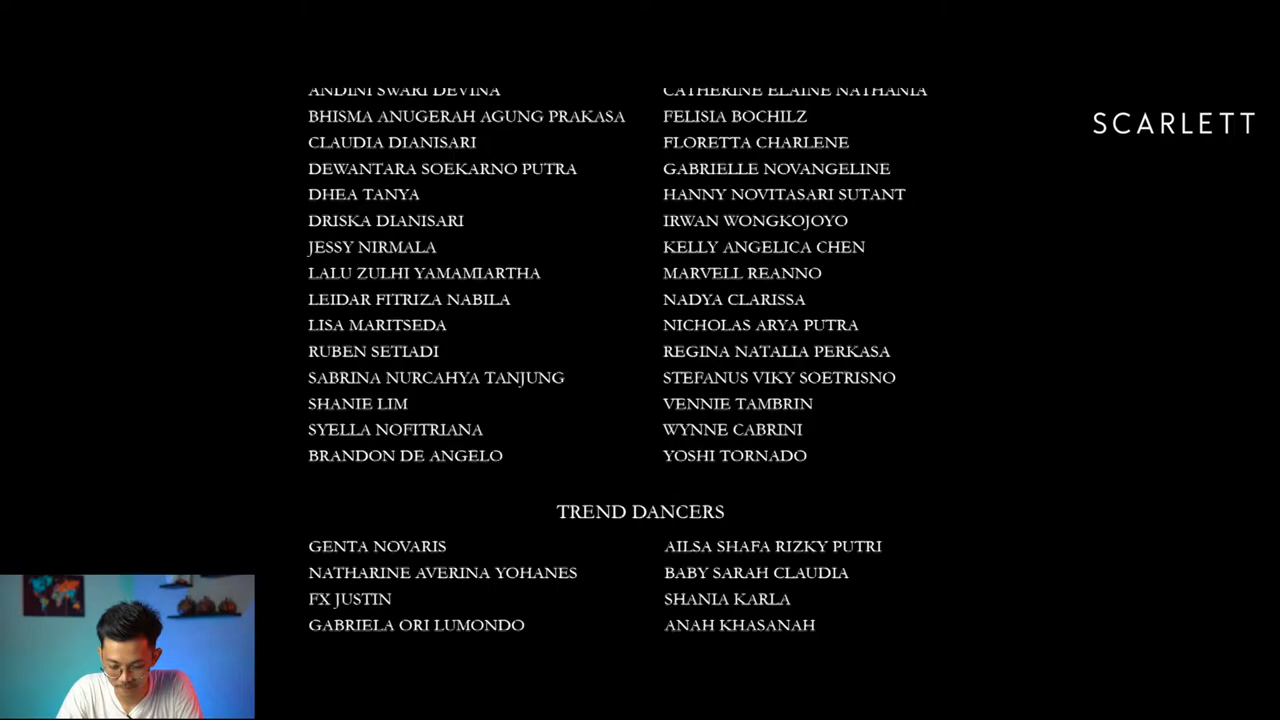 ANDINI SWARI DEVINA
BHISMA ANUGERAH AGUNG PRAKASA
CLAUDIA DIANISARI
DEWANTARA SOEKARNO PUTRA
DHEA TANYA
DRISKA DIANISARI
JESSY NIRMALA
LALU ZULHI YAMAMIARTHA
LEIDAR FITRIZA NABILA
LISA MARITSEDA
RUBEN SETIADI
SABRINA NURCAHYA TANJUNG
SHANIE LIM
SYELLA NOFITRIANA
BRANDON DE ANGELO
CATHERINE ELAINE NATHANIA
FELISIA BOCHILZ
FLORETTA CHARLENE
GABRIELLE NOVANGELINE
HANNY NOVITASARI SUTANT
IRWAN WONGKOJOYO
KELLY ANGELICA CHEN
MARVELL REANNO
NADYA CLARISSA
NICHOLAS ARYA PUTRA
REGINA NATALIA PERKASA
STEFANUS VIKY SOETRISNO
VENNIE TAMBRIN
WYNNE CABRINI
YOSHI TORNADO
SCARLETT
TREND DANCERS
GENTA NOVARIS
NATHARINE AVERINA YOHANES
FX JUSTIN
GABRIELA ORI LUMONDO
AILSA SHAFA RIZKY PUTRI
BABY SARAH CLAUDIA
SHANIA KARLA
ANAH KHASANAH